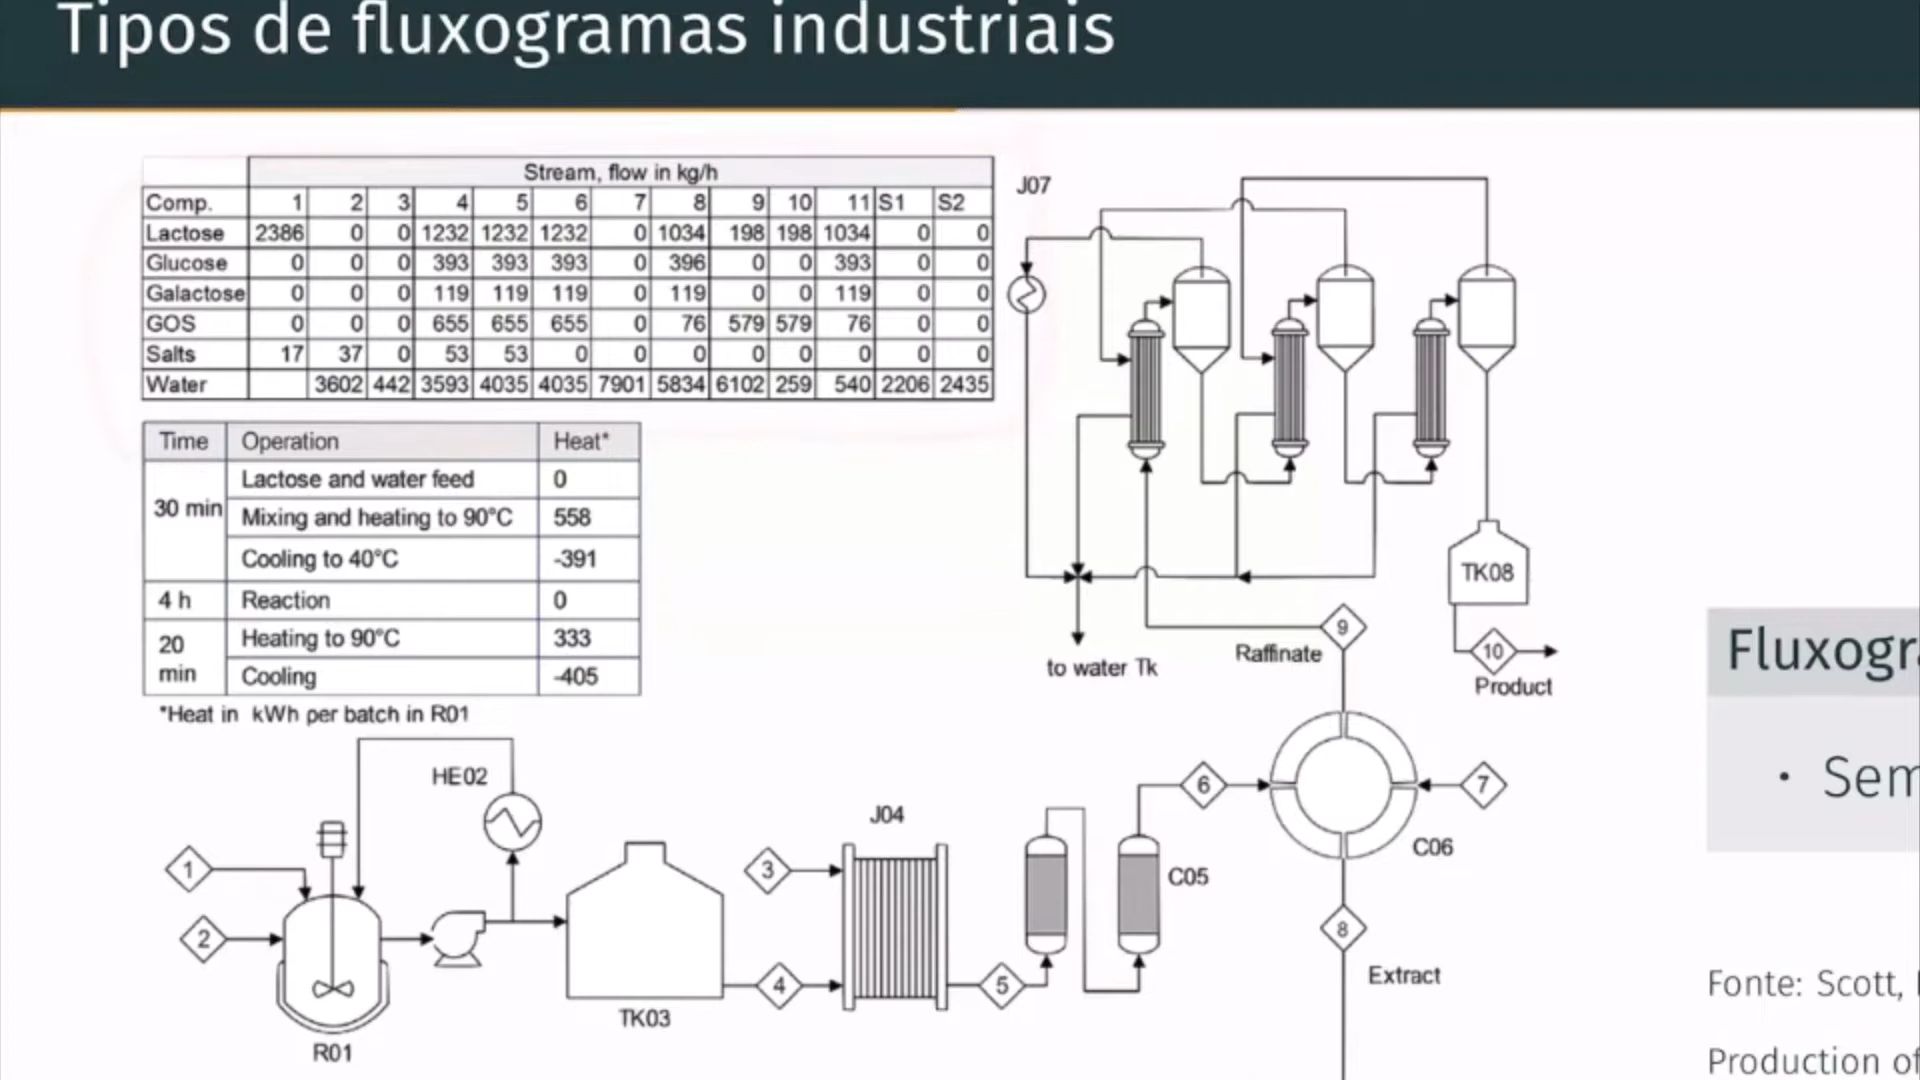 Tipos de fluxogramas industriais
Stream, flow in kg/h
Comp. 1 2 3 4 5 6 7 8 9 10 11 S1 S2
Lactose 2386 0 0 1232 1232 1232 0 1034 198 198 1034 0 0
Glucose 0 0 0 393 393 393 0 396 0 0 393 0 0
Galactose 0 0 0 119 119 119 0 119 0 0 119 0 0
GOS 0 0 0 655 655 655 0 76 579 579 76 0 0
Salts 17 37 0 53 53 0 0 0 0 0 0 0 0
Water 3602 442 3593 4035 4035 7901 5834 6102 259 540 2206 2435
Time Operation Heat*
30 min
Lactose and water feed 0
Mixing and heating to 90°C 558
Cooling to 40°C -391
4 h Reaction 0
20
min
Heating to 90°C 333
Cooling -405
*Heat in kWh per batch in R01
J07
TK08
9
Raffinate
10
to water Tk
Product
HE02
J04
6
7
C06
C05
1
2
3
4
5
8
Extract
TK03
R01
Fluxogra
• Sem
Fonte: Scott,
Production of